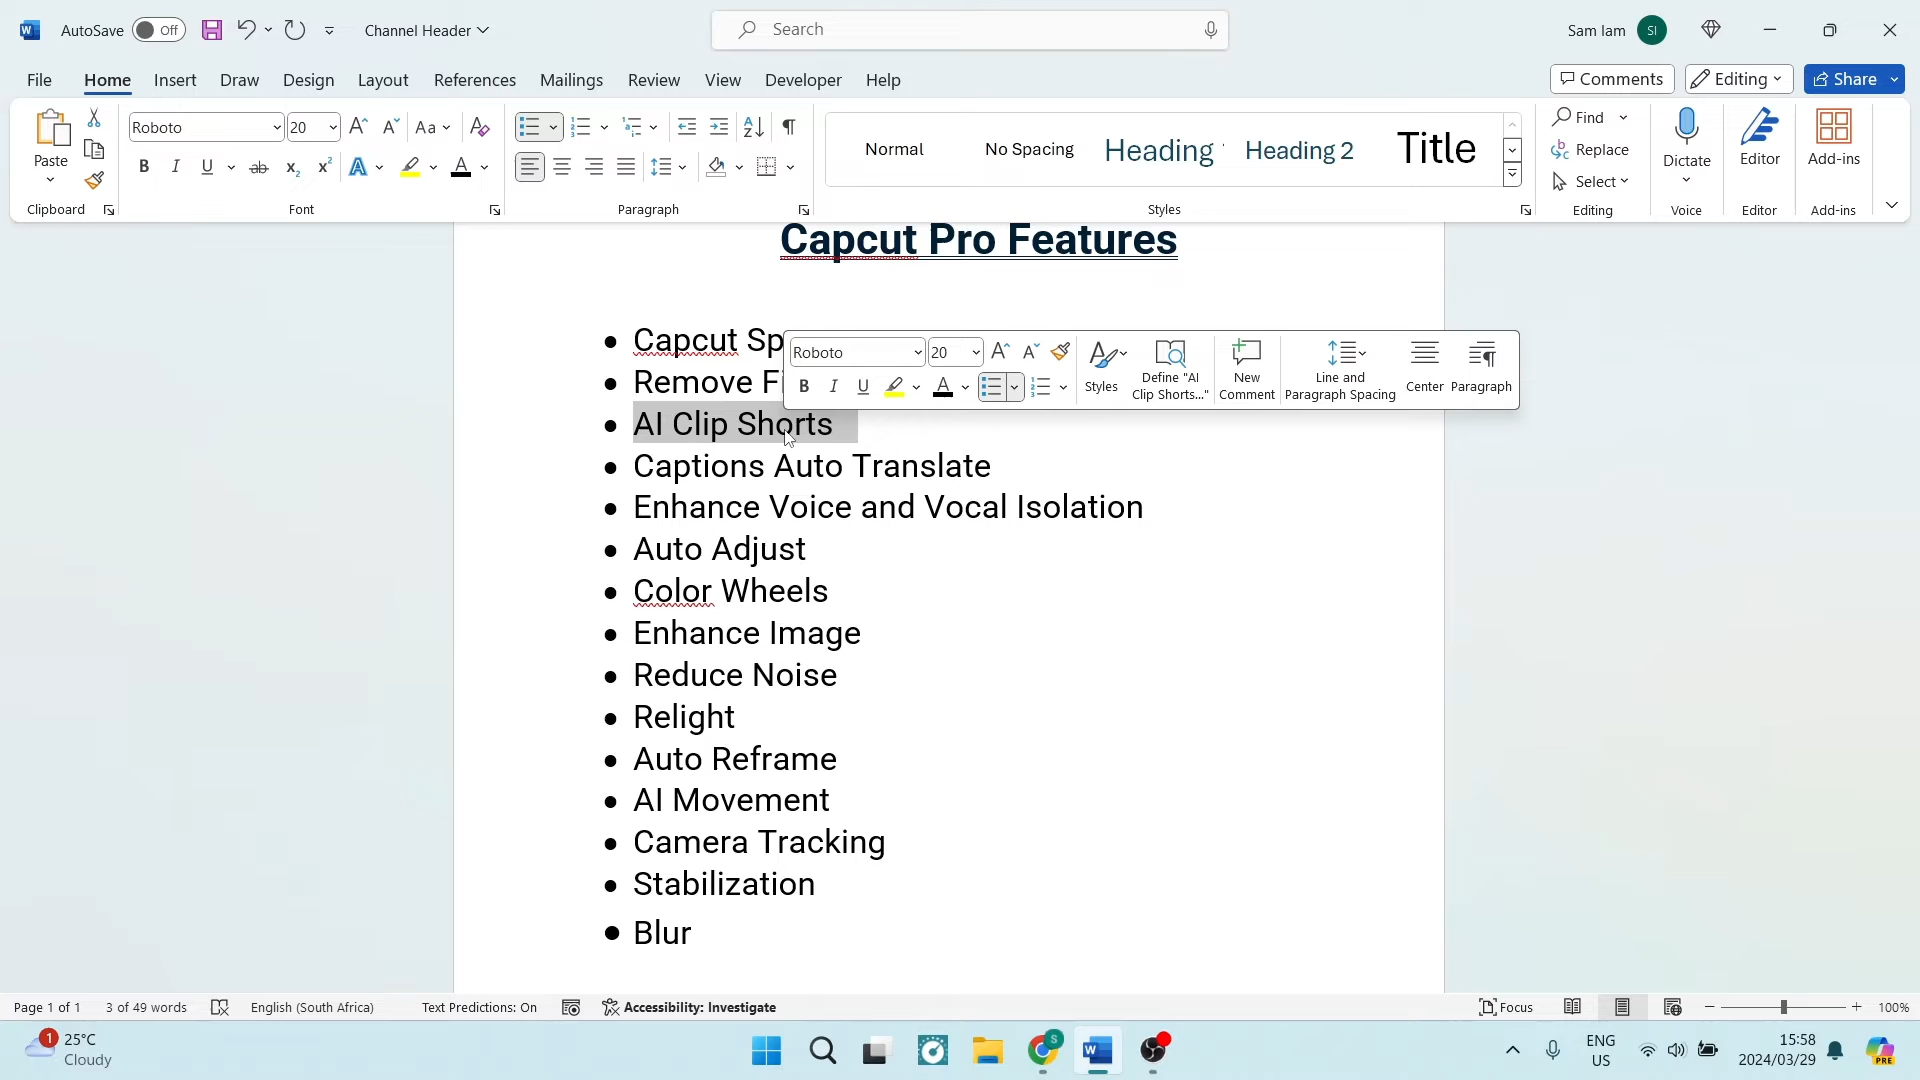 AutoSave Off Channel Header Search Sam Iam SI
File Home Insert Draw Design Layout References Mailings Review View Developer Help Comments Editing Share
Paste Roboto 20 Aa Normal No Spacing Heading Heading 2 Title Find Replace Select Dictate Editor Add-ins
Clipboard Font Paragraph Styles Editing Voice Editor Add-ins
Capcut Pro Features
• Capcut Sp
• Remove Fi
Roboto 20 Styles Define "AI Clip Shorts..." New Comment Line and Paragraph Spacing Center Paragraph
• AI Clip Shorts
• Captions Auto Translate
• Enhance Voice and Vocal Isolation
• Auto Adjust
• Color Wheels
• Enhance Image
• Reduce Noise
• Relight
• Auto Reframe
• AI Movement
• Camera Tracking
• Stabilization
• Blur
Page 1 of 1 3 of 49 words English (South Africa) Text Predictions: On Accessibility: Investigate Focus 100%
1 25°C
Cloudy
ENG
US
15:58
2024/03/29
PRE